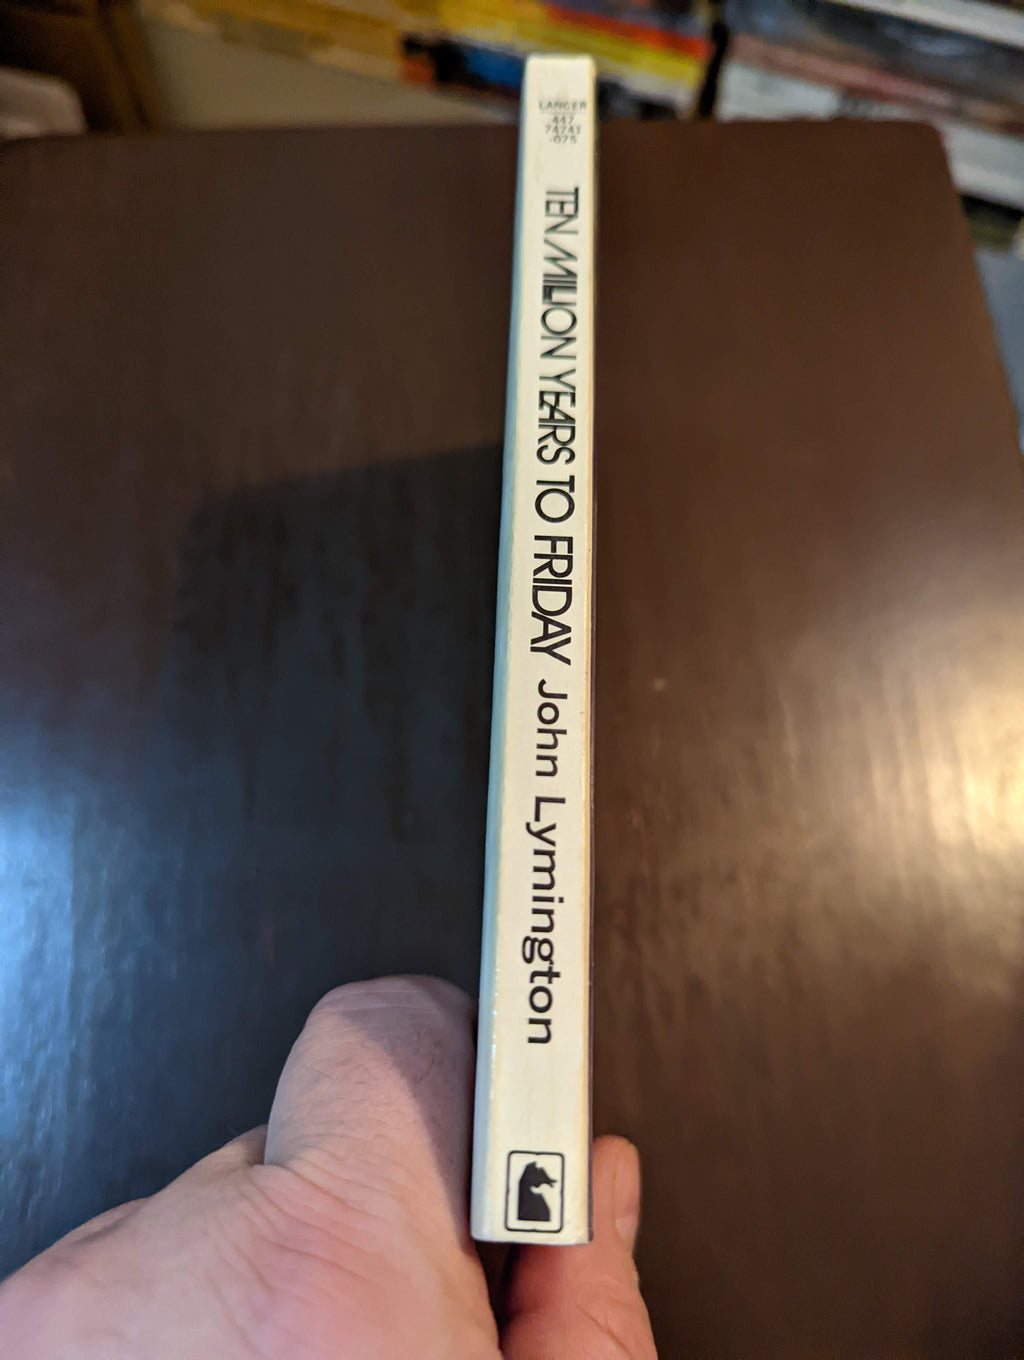 LANCER
447
74741
-075
TEN MILLION YEARS TO FRIDAY John Lymington